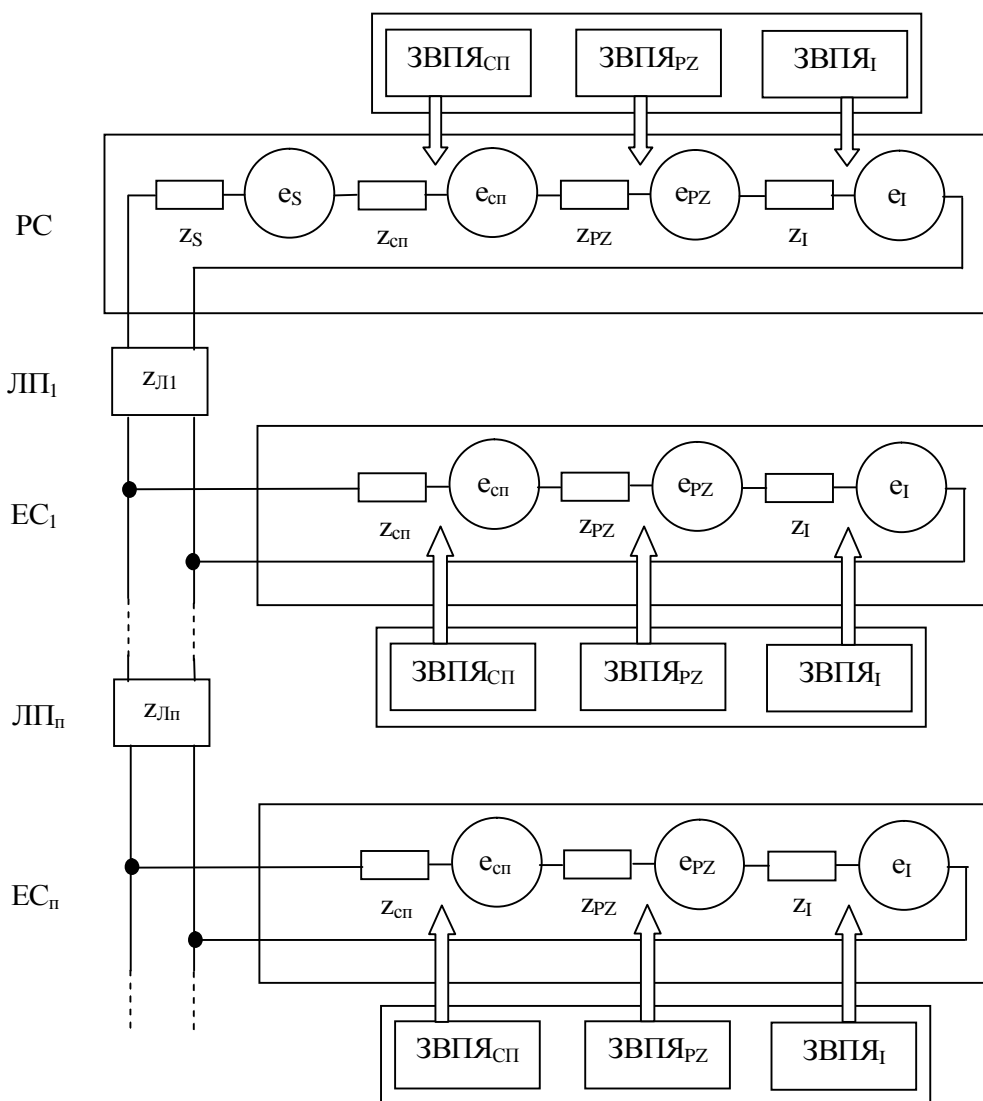 ЗВПЯСП ЗВПЯPZ ЗВПЯI
eS eсп ePZ eI
РС
zS zсп zPZ zI
ЛП1 zЛ1
eсп ePZ eI
ЕС1
zсп zPZ zI
ЗВПЯСП ЗВПЯPZ ЗВПЯI
ЛПп zЛп
eсп ePZ eI
ЕСп
zсп zPZ zI
ЗВПЯСП ЗВПЯPZ ЗВПЯI